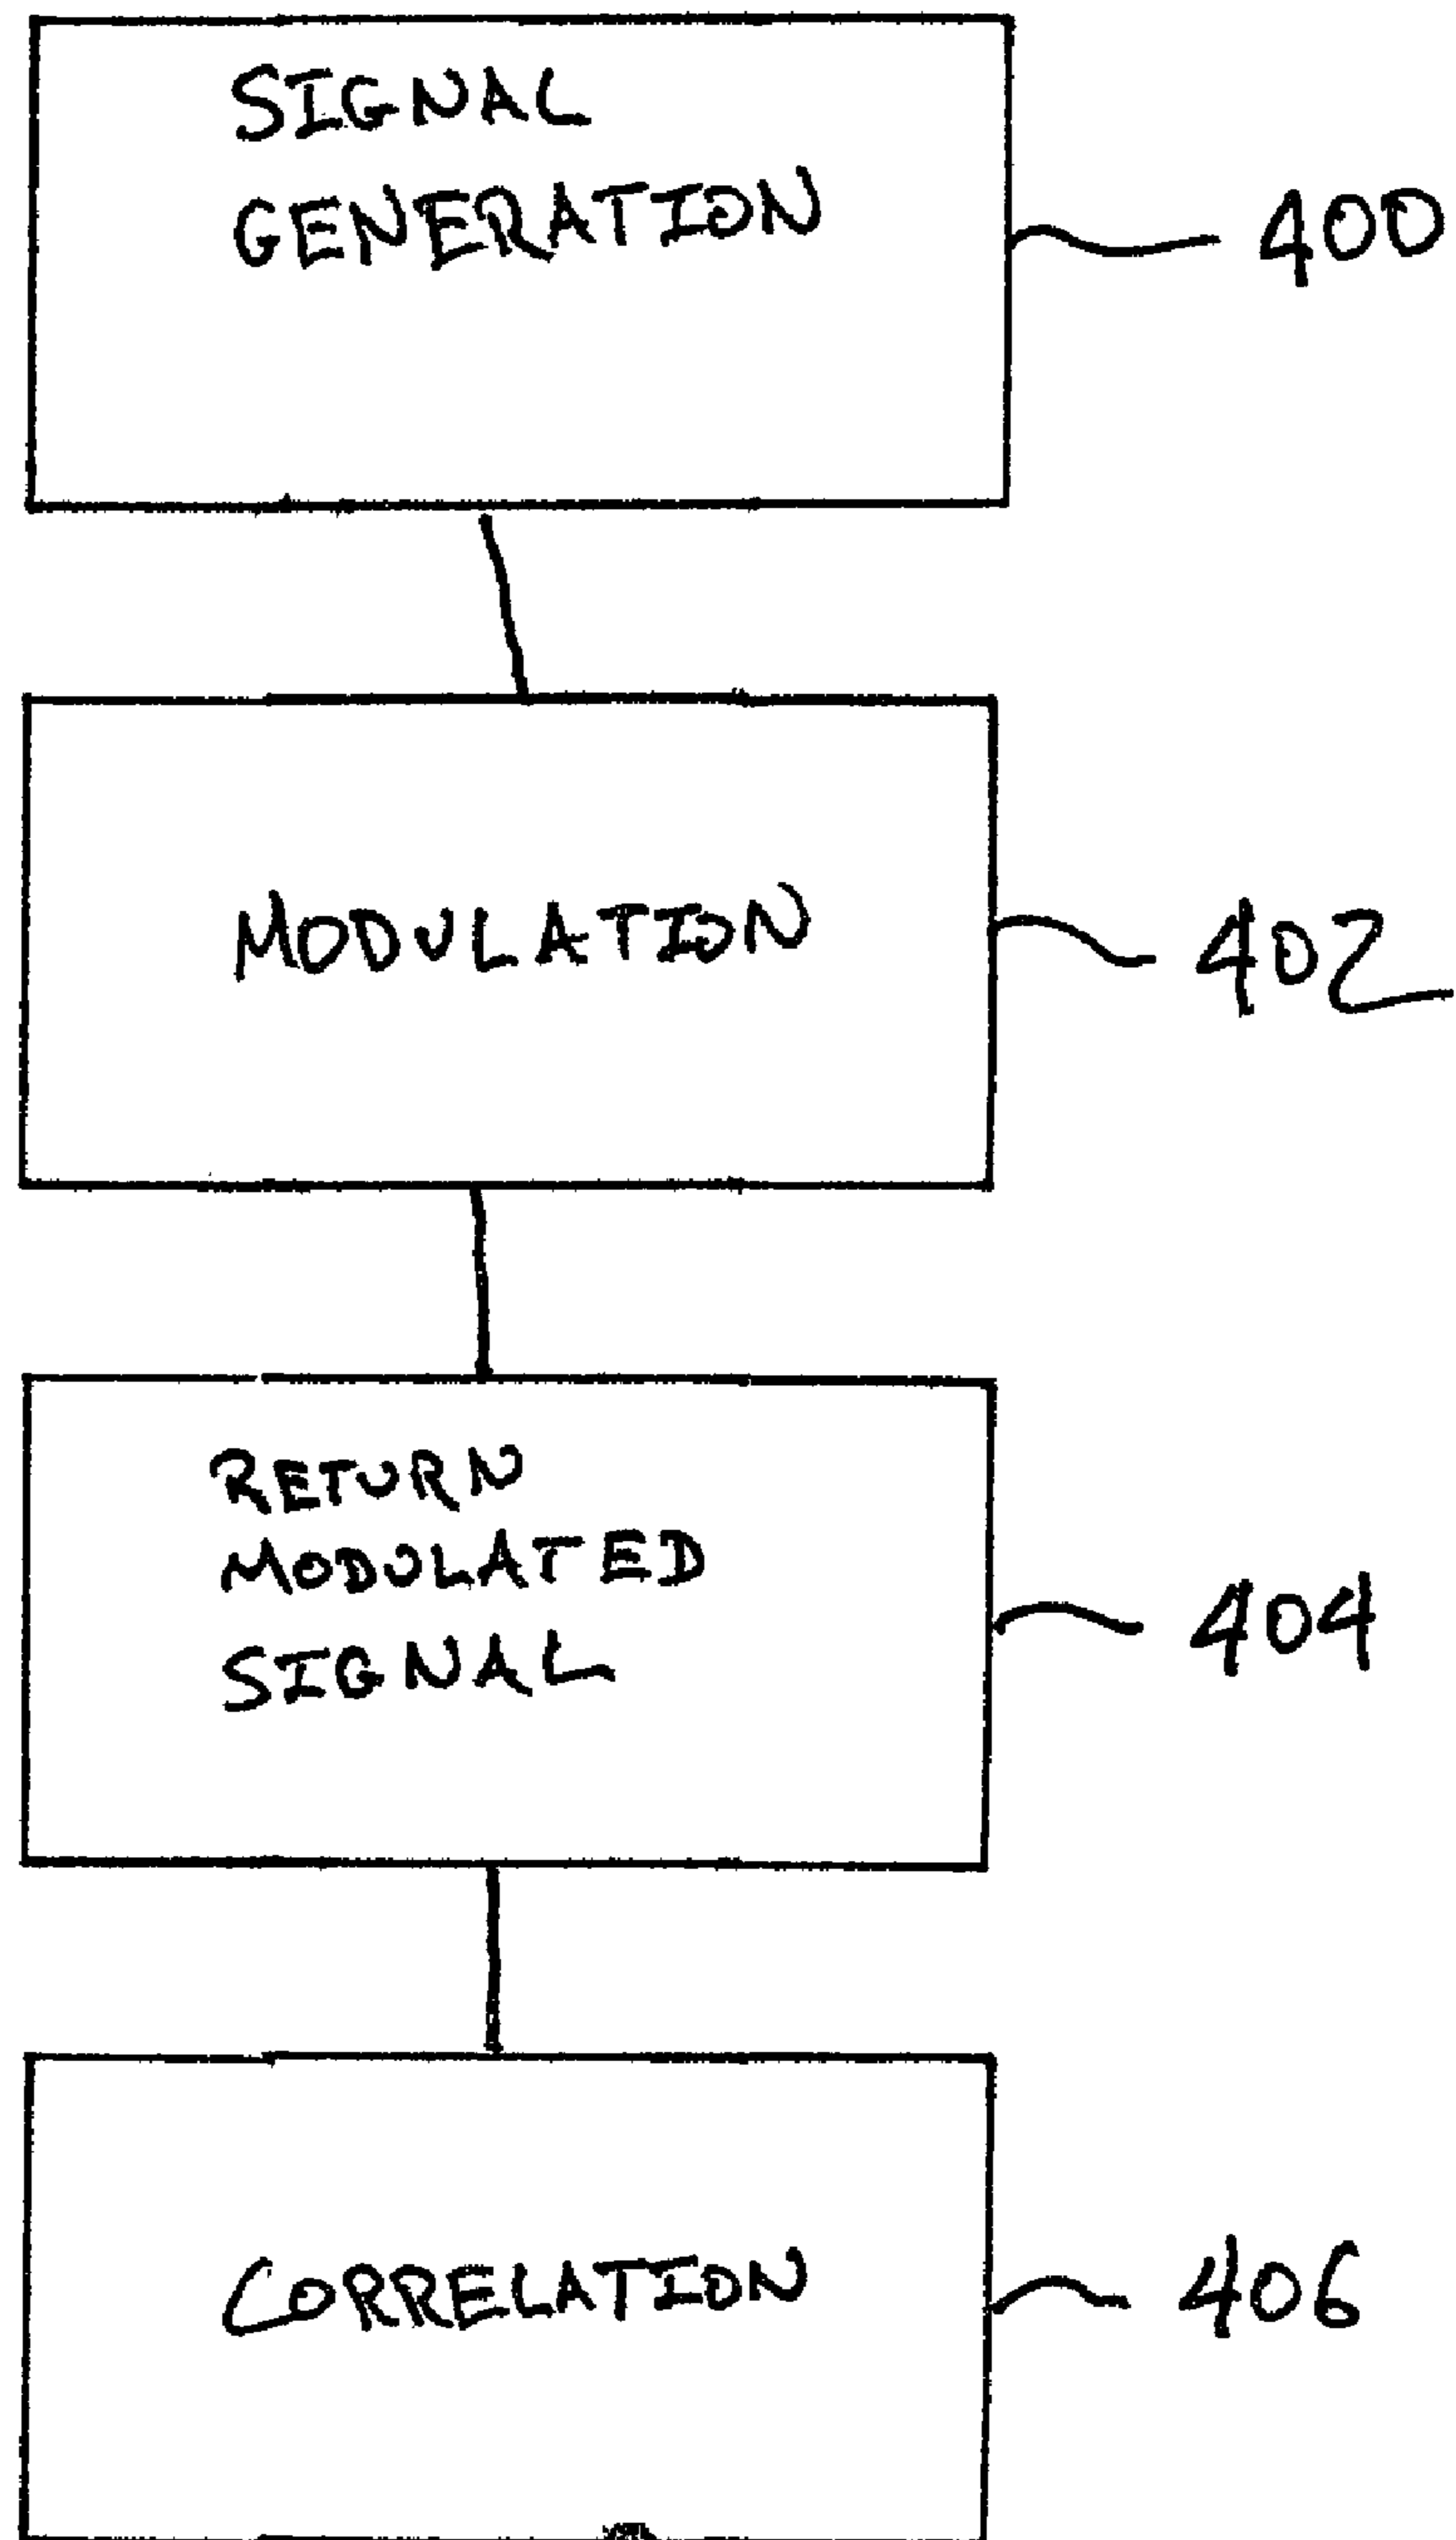 SIGNAL
GENERATION
400
MODULATION
402
RETURN
MODULATED
SIGNAL
404
CORRELATION
406